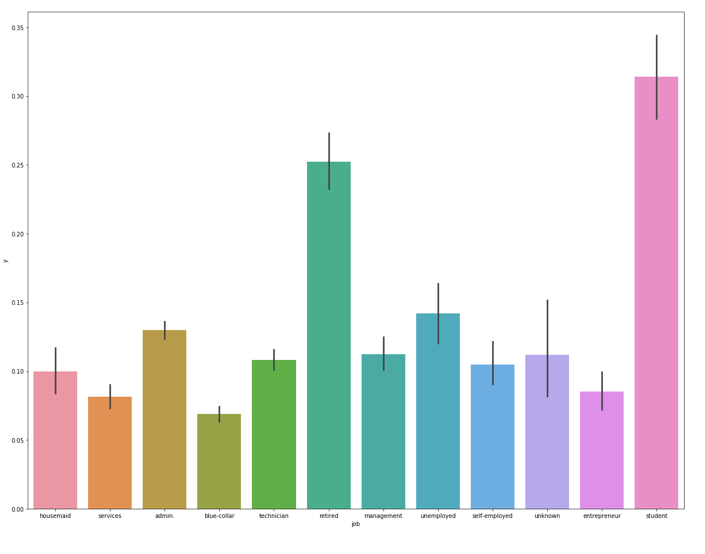 0.35
0.30
0.25
0.20
0.15
0.10
0.05
0.00
y
housemaid services admin. blue-collar technician retired management unemployed self-employed unknown entrepreneur student
job